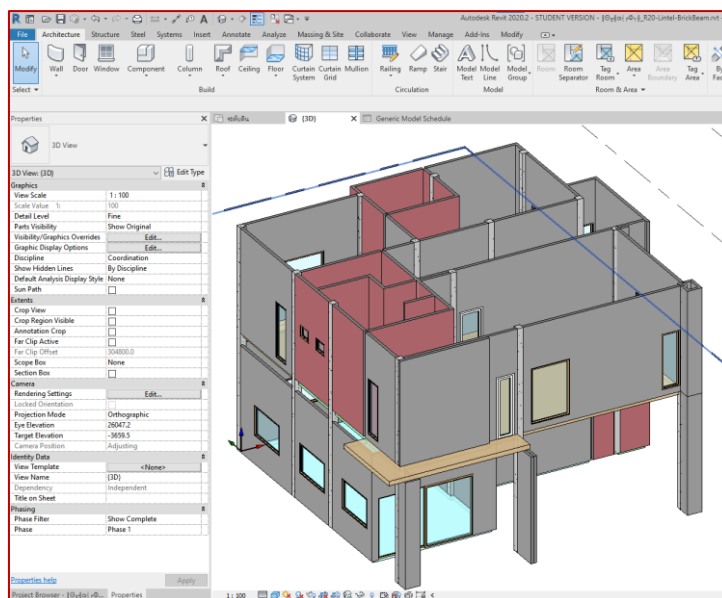 Autodesk Revit 2020.2 - STUDENT VERSION -
R20-Lintel-BrickBeam.rvt
File Architecture Structure Steel Systems Insert Annotate Analyze Massing & Site Collaborate View Manage Add-Ins Modify
Modify Wall Door Window Component Column Roof Ceiling Floor Curtain System Curtain Grid Mullion Railing Ramp Stair Model Text Model Line Model Group Room Room Separator Tag Room Area Area Boundary Tag Area By
Select Build Circulation Model Room & Area
Properties
{3D} Generic Model Schedule
3D View
3D View: {3D} Edit Type
Graphics
View Scale 1 : 100
Scale Value 1: 100
Detail Level Fine
Parts Visibility Show Original
Visibility/Graphics Overrides Edit...
Graphic Display Options Edit...
Discipline Coordination
Show Hidden Lines By Discipline
Default Analysis Display Style None
Sun Path
Extents
Crop View
Crop Region Visible
Annotation Crop
Far Clip Active
Far Clip Offset 304800.0
Scope Box None
Section Box
Camera
Rendering Settings Edit...
Locked Orientation
Projection Mode Orthographic
Eye Elevation 26047.2
Target Elevation -3659.5
Camera Position Adjusting
Identity Data
View Template <None>
View Name {3D}
Dependency Independent
Title on Sheet
Phasing
Phase Filter Show Complete
Phase Phase 1
Properties help Apply
Project Browser - Properties
1 : 100